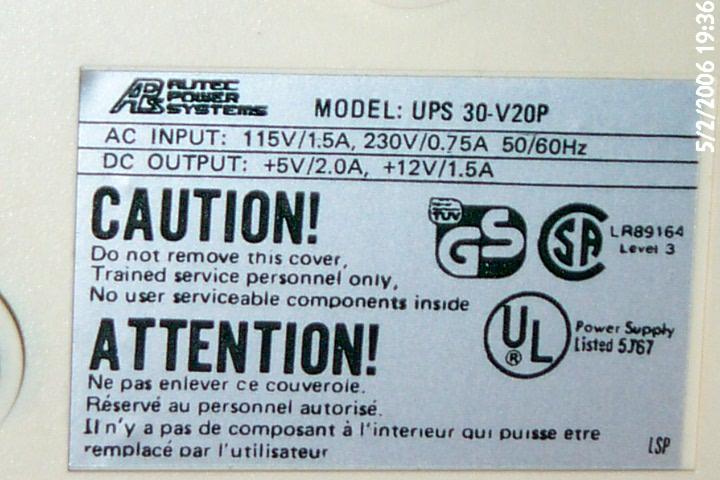 5/2/2006 19:36
APS AUTEC
POWER
SYSTEMS
MODEL: UPS 30-V20P
AC INPUT: 115V/1.5A, 230V/0.75A 50/60Hz
DC OUTPUT: +5V/2.0A, +12V/1.5A
CAUTION!
Do not remove this cover,
Trained service personnel only,
No user serviceable components inside
TUV
GS
SA
LR89164
Level 3
UL
®
Power Supply
Listed 5J67
ATTENTION!
Ne pas enlever ce couverole.
Réservé au personnel autorisé.
Il n'y a pas de composant à l'interieur qui puisse etre
remplacé par l'utilisateur
LSP